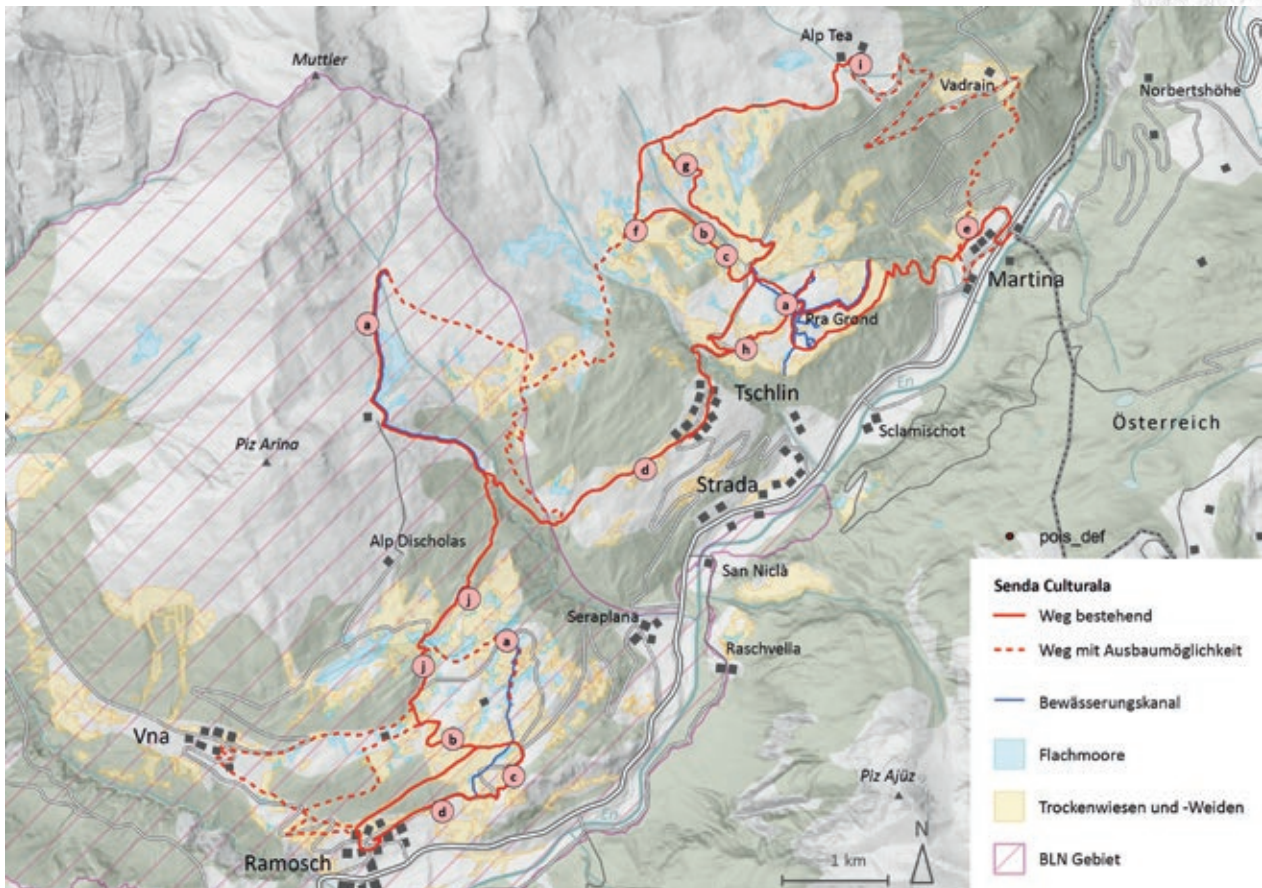 Muttler
Alp Tea
i
Vadrain
Norbertshöhe
g
f
b
c
e
Martina
a
Pra Grond
a
h
Tschlin
En
Sclamischot
Österreich
Piz Arina
d
Strada
Alp Discholas
pois_def
San Niclà
j
Seraplana
a
Raschvella
j
Vna
b
c
Piz Ajüz
d
En
N
Ramosch
1 km
Senda Culturala
Weg bestehend
Weg mit Ausbaumöglichkeit
Bewässerungskanal
Flachmoore
Trockenwiesen und -Weiden
BLN Gebiet